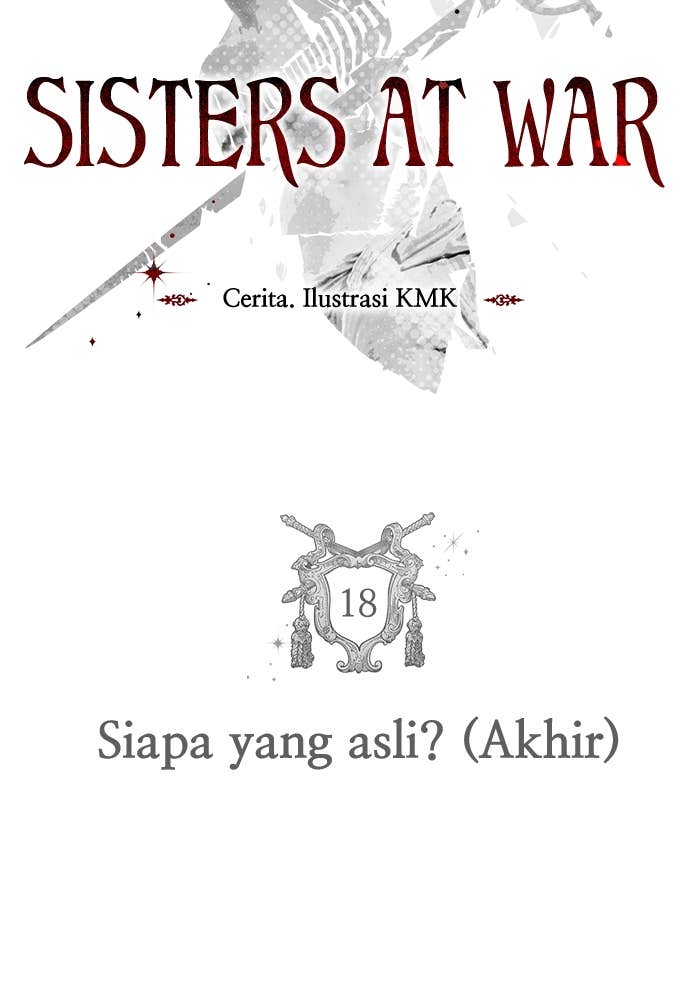 SISTERS AT WAR
Cerita. Ilustrasi KMK
18
Siapa yang asli? (Akhir)